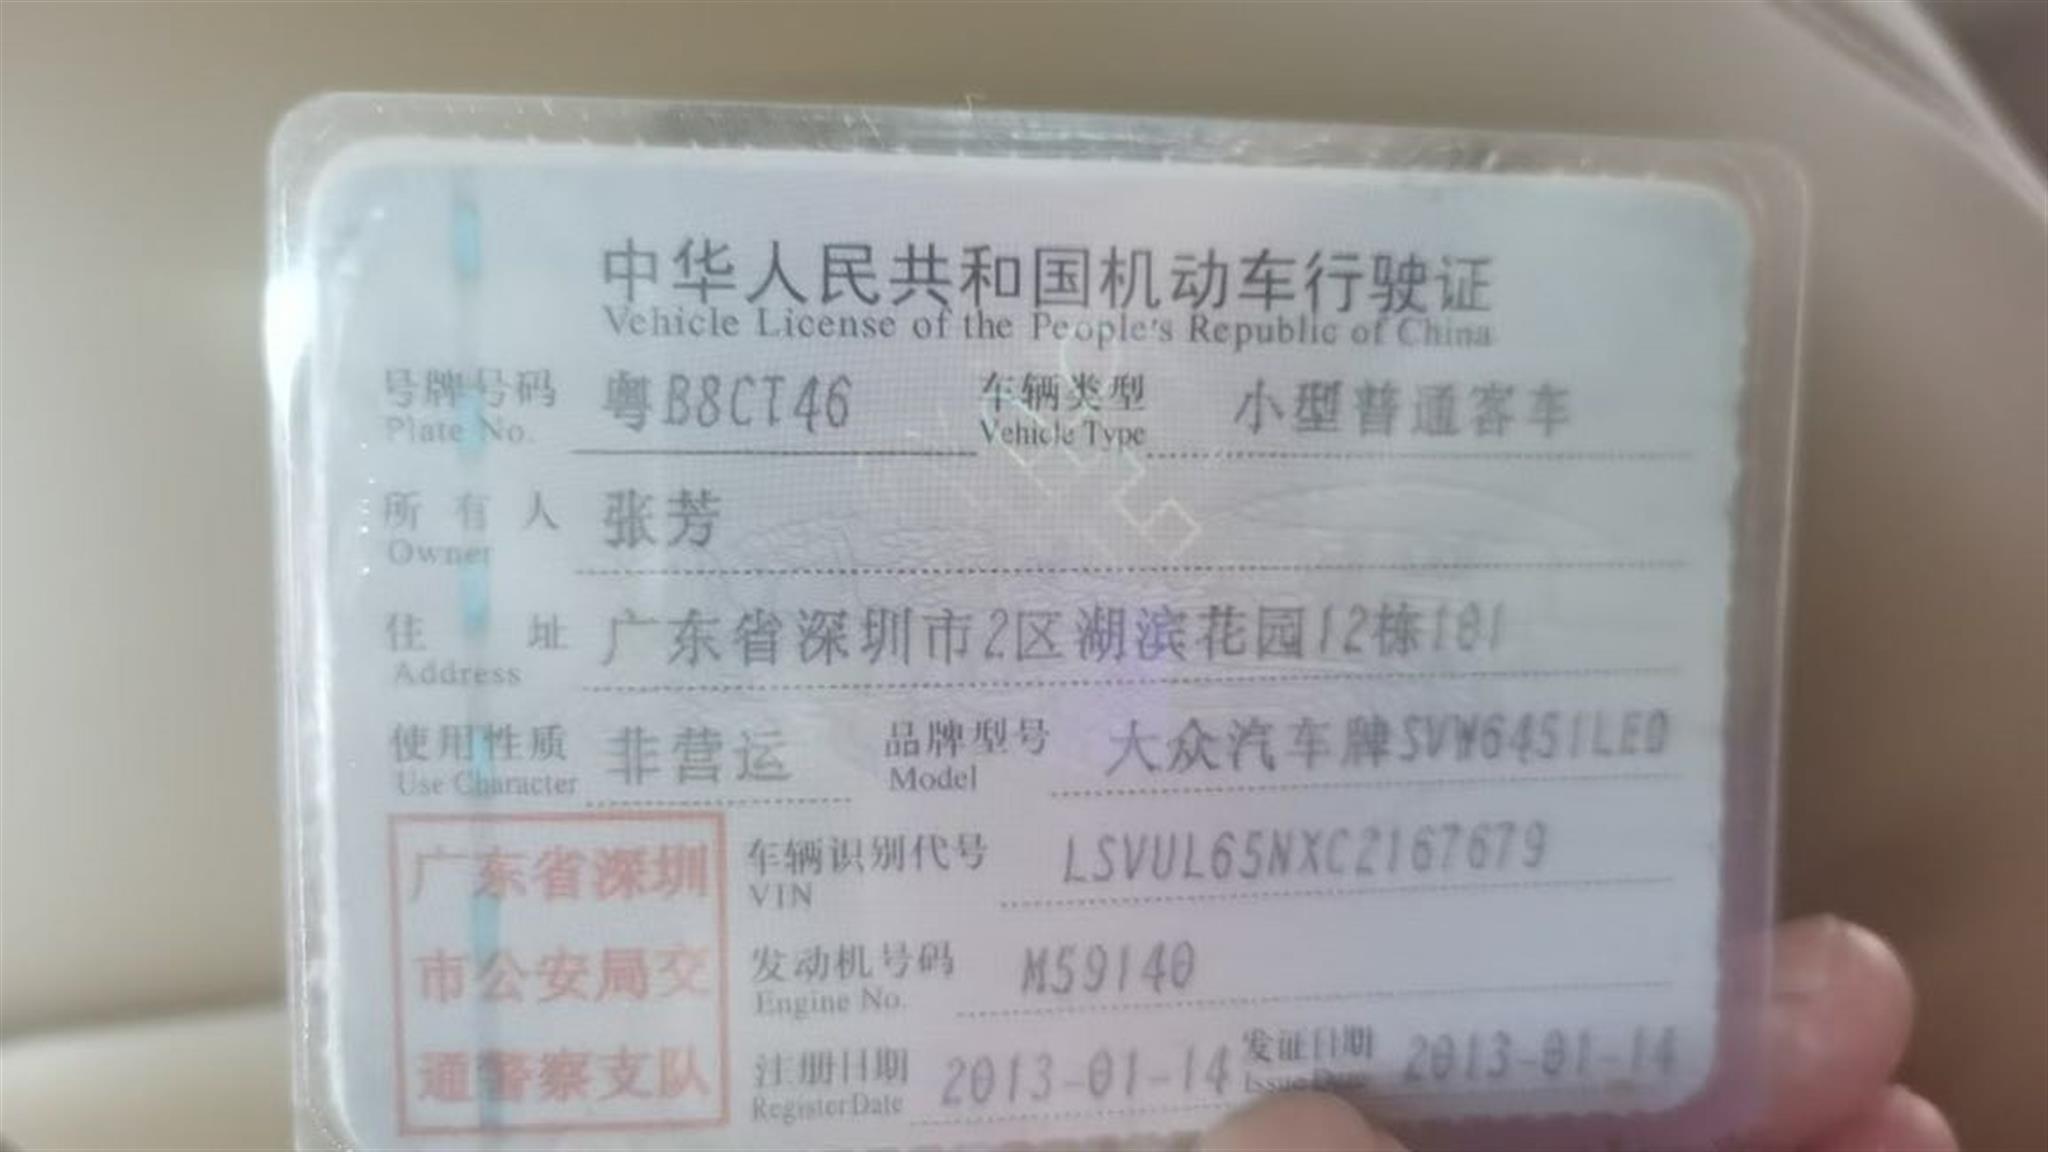 中华人民共和国机动车行驶证
Vehicle License of the People's Republic of China
号牌号码 粤B8CT46 车辆类型 小型普通客车
Plate No. Vehicle Type
所有人 张芳
Owner
住址 广东省深圳市2区湖滨花园12栋101
Address
使用性质 非营运 品牌型号 大众汽车牌SVW6451LED
Use Character Model
广东省深圳
市公安局交
通警察支队
车辆识别代号 LSVUL65NXC2167679
VIN
发动机号码 M59140
Engine No.
注册日期 2013-01-14 发证日期 2013-01-14
Register Date Issue Date